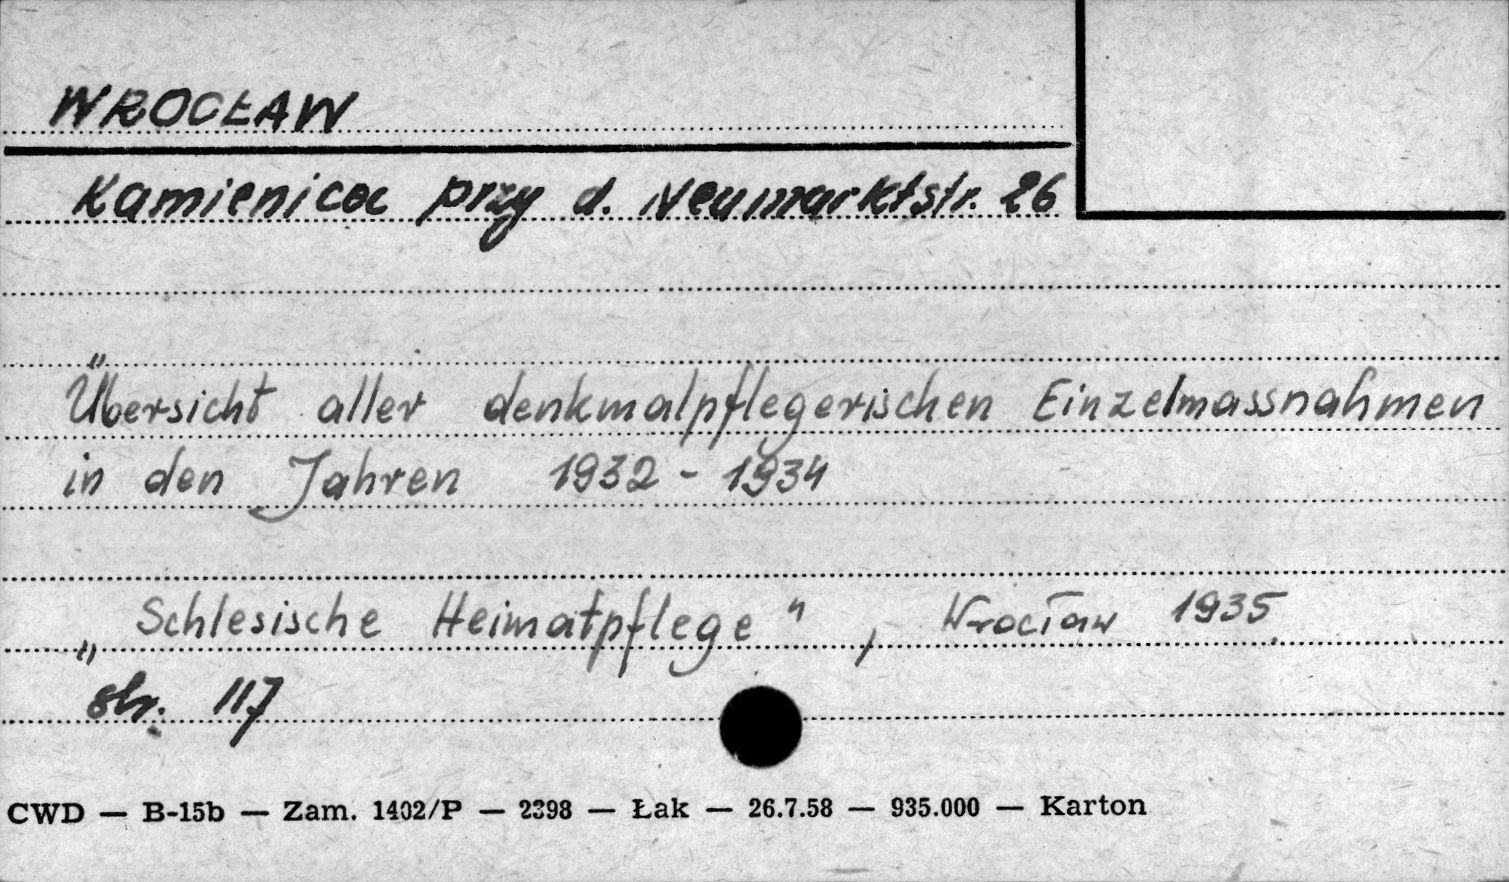 WROCŁAW
Kamienica przy d. Neumarktstr. 26
Übersicht aller denkmalpflegerischen Einzelmassnahmen
in den Jahren 1932 - 1934
„Schlesische Heimatpflege", Wrocław 1935.
str. 117
CWD — B-15b — Zam. 1402/P — 2398 — Łak — 26.7.58 — 935.000 — Karton